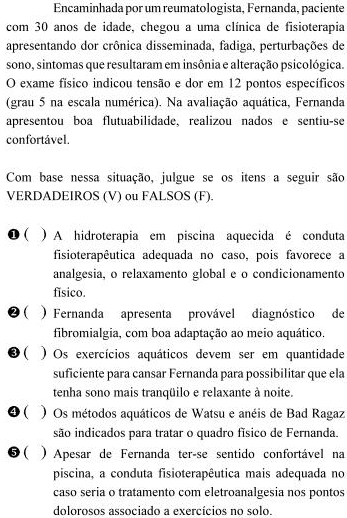 Encaminhada por um reumatologista, Fernanda, paciente
com 30 anos de idade, chegou a uma clínica de fisioterapia
apresentando dor crônica disseminada, fadiga, perturbações de
sono, sintomas que resultaram em insônia e alteração psicológica.
O exame físico indicou tensão e dor em 12 pontos específicos
(grau 5 na escala numérica). Na avaliação aquática, Fernanda
apresentou boa flutuabilidade, realizou nados e sentiu-se
confortável.
Com base nessa situação, julgue se os itens a seguir são
VERDADEIROS (V) ou FALSOS (F).
❶ ( ) A hidroterapia em piscina aquecida é conduta
fisioterapêutica adequada no caso, pois favorece a
analgesia, o relaxamento global e o condicionamento
físico.
❷ ( ) Fernanda apresenta provável diagnóstico de
fibromialgia, com boa adaptação ao meio aquático.
❸ ( ) Os exercícios aquáticos devem ser em quantidade
suficiente para cansar Fernanda para possibilitar que ela
tenha sono mais tranqüilo e relaxante à noite.
❹ ( ) Os métodos aquáticos de Watsu e anéis de Bad Ragaz
são indicados para tratar o quadro físico de Fernanda.
❺ ( ) Apesar de Fernanda ter-se sentido confortável na
piscina, a conduta fisioterapêutica mais adequada no
caso seria o tratamento com eletroanalgesia nos pontos
dolorosos associado a exercícios no solo.